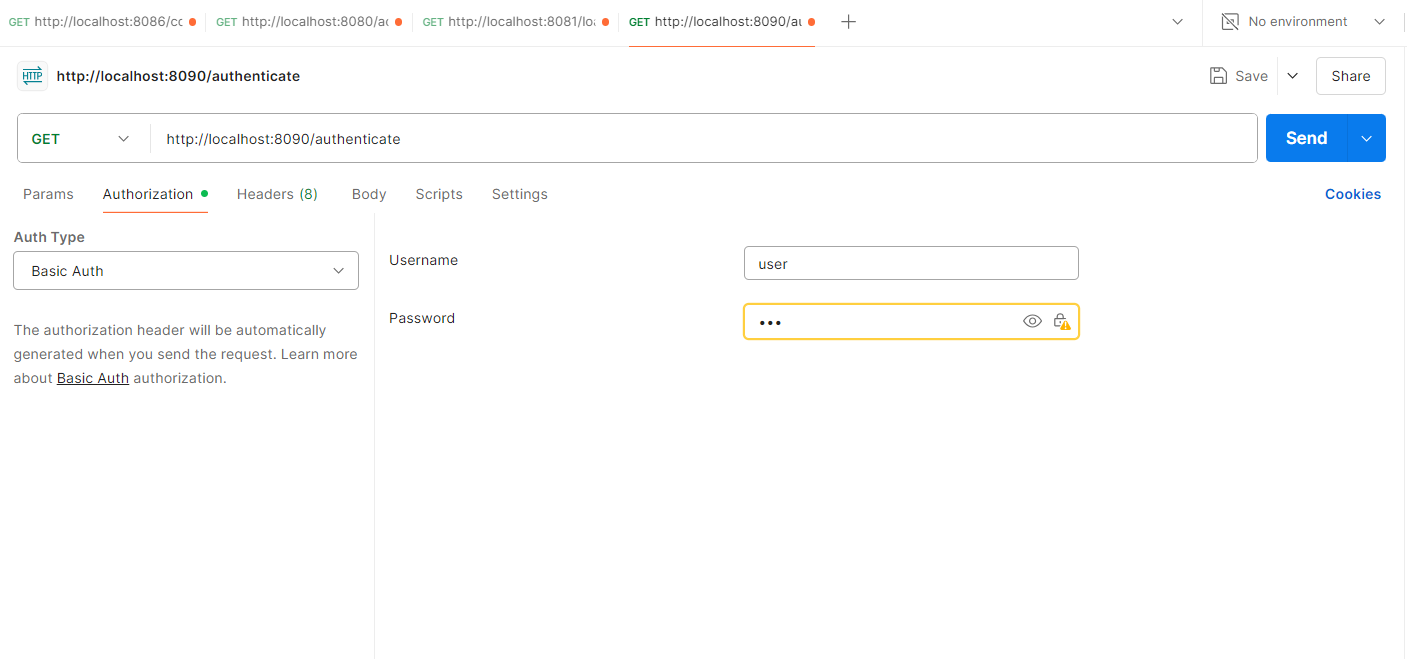 GET http://localhost:8086/cc GET http://localhost:8080/ac GET http://localhost:8081/loa GET http://localhost:8090/au No environment
HTTP http://localhost:8090/authenticate Save Share
GET http://localhost:8090/authenticate Send
Params Authorization Headers (8) Body Scripts Settings Cookies
Auth Type
Basic Auth
The authorization header will be automatically
generated when you send the request. Learn more
about Basic Auth authorization.
Username user
Password •••